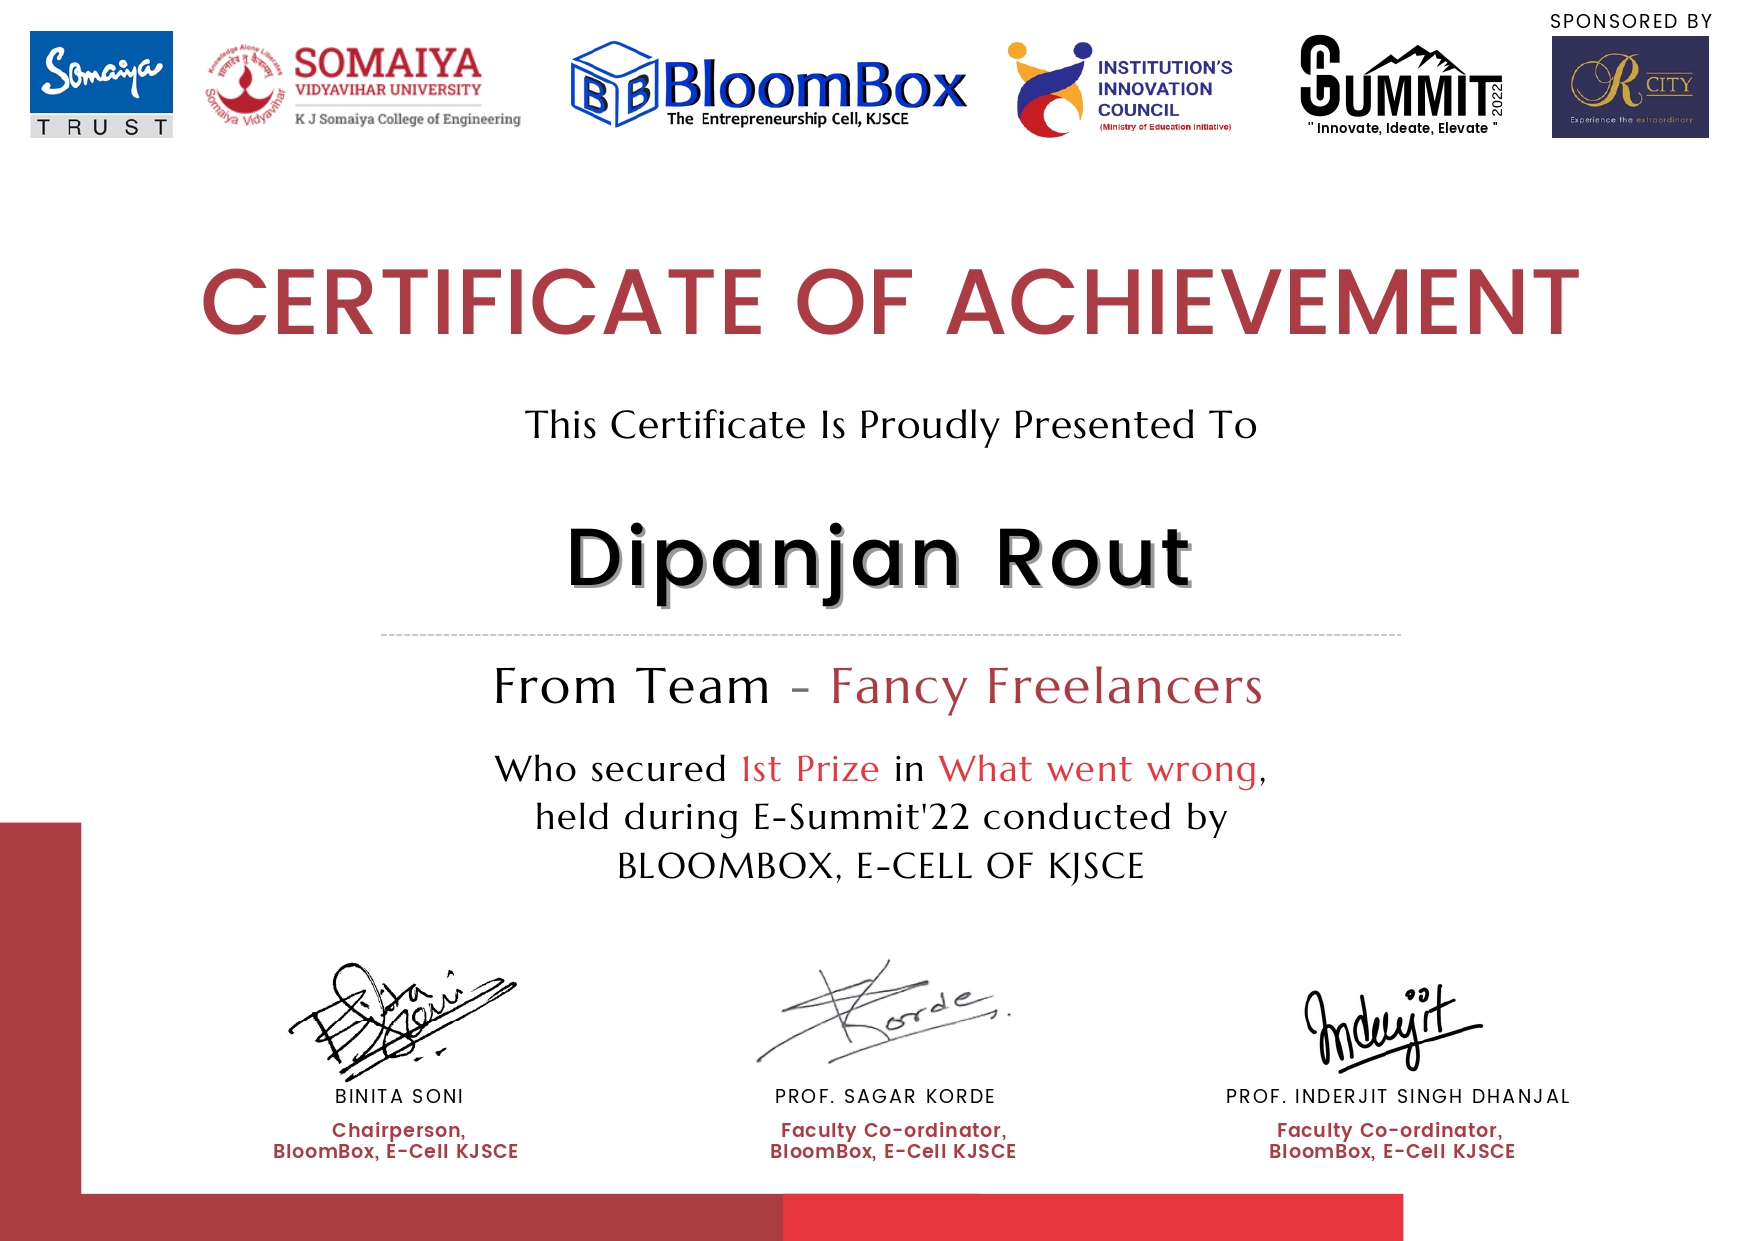 SPONSORED BY
Somaiya
TRUST
Knowledge Alone Liberates
Somaiya Vidyavihar
SOMAIYA
VIDYAVIHAR UNIVERSITY
K J Somaiya College of Engineering
BB BloomBox
The Entrepreneurship Cell, KJSCE
INSTITUTION'S
INNOVATION
COUNCIL
(Ministry of Education Initiative)
SUMMIT 2022
" Innovate, Ideate, Elevate "
R CITY
Experience the extraordinary
CERTIFICATE OF ACHIEVEMENT
This Certificate Is Proudly Presented To
Dipanjan Rout
From Team - Fancy Freelancers
Who secured 1st Prize in What went wrong,
held during E-Summit'22 conducted by
BLOOMBOX, E-CELL OF KJSCE
Binita Soni
Korde
Inderjit
BINITA SONI
PROF. SAGAR KORDE
PROF. INDERJIT SINGH DHANJAL
Chairperson,
BloomBox, E-Cell KJSCE
Faculty Co-ordinator,
BloomBox, E-Cell KJSCE
Faculty Co-ordinator,
BloomBox, E-Cell KJSCE